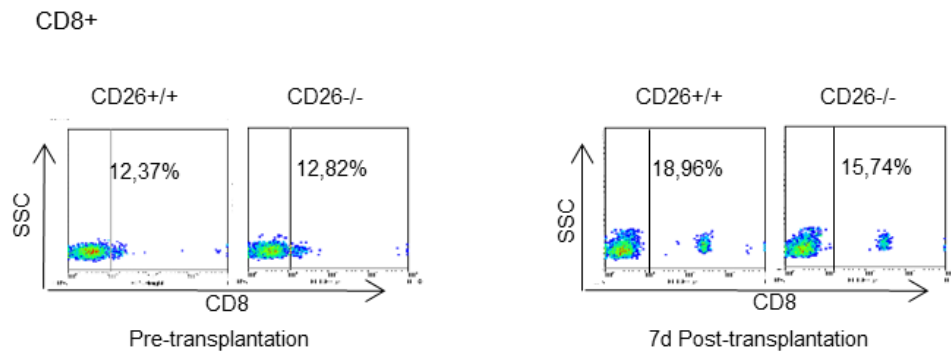 CD8+
CD26+/+ CD26-/- CD26+/+ CD26-/-
12,37% 12,82% 18,96% 15,74%
SSC SSC
CD8 CD8
Pre-transplantation 7d Post-transplantation